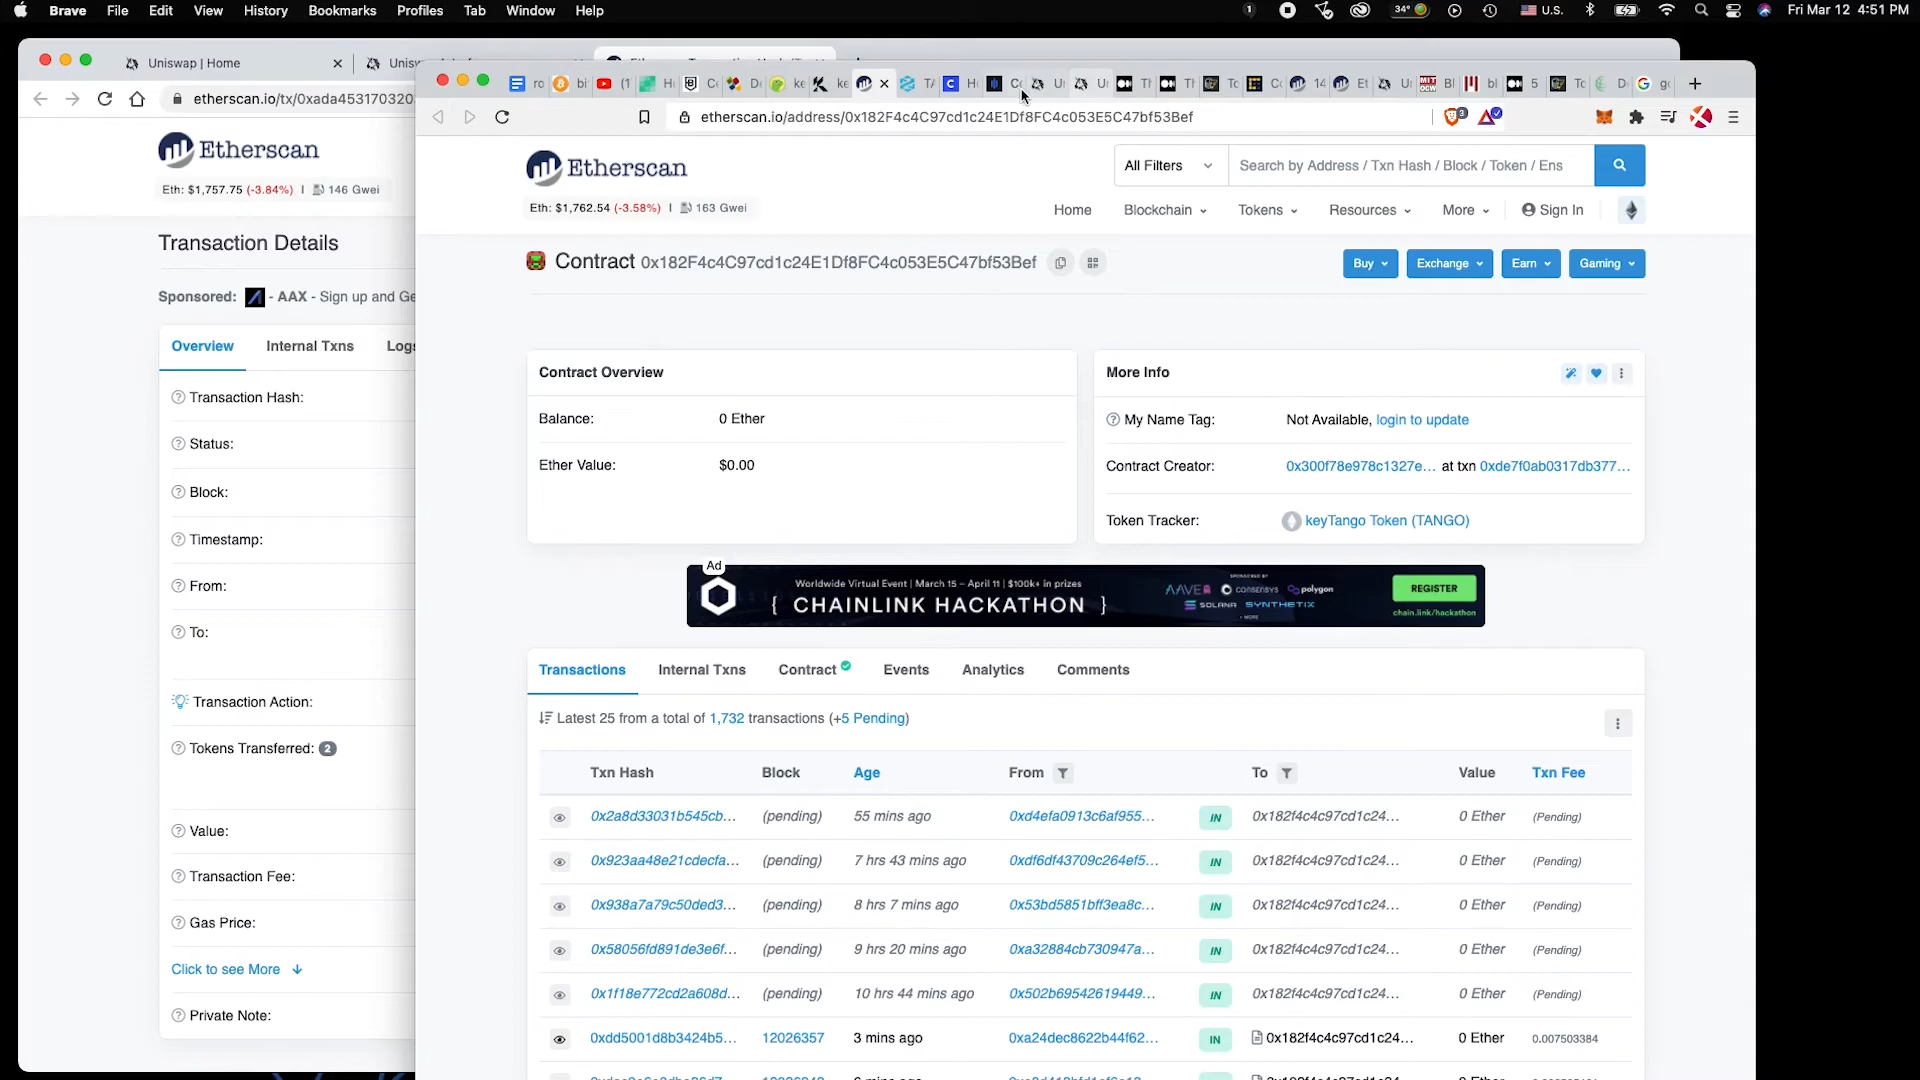 Brave File Edit View History Bookmarks Profiles Tab Window Help
34° U.S. Fri Mar 12 4:51 PM
Uniswap | Home
etherscan.io/tx/0xada453170320
Etherscan
Eth: $1,757.75 (-3.84%) | 146 Gwei
Transaction Details
Sponsored: - AAX - Sign up and Ge
Overview Internal Txns Logs
Transaction Hash:
Status:
Block:
Timestamp:
From:
To:
Transaction Action:
Tokens Transferred: 2
Value:
Transaction Fee:
Gas Price:
Click to see More
Private Note:
etherscan.io/address/0x182F4c4C97cd1c24E1Df8FC4c053E5C47bf53Bef
Etherscan
Eth: $1,762.54 (-3.58%) | 163 Gwei
All Filters
Search by Address / Txn Hash / Block / Token / Ens
Home Blockchain Tokens Resources More Sign In
Contract 0x182F4c4C97cd1c24E1Df8FC4c053E5C47bf53Bef
Buy Exchange Earn Gaming
Contract Overview
Balance: 0 Ether
Ether Value: $0.00
More Info
My Name Tag: Not Available, login to update
Contract Creator: 0x300f78e978c1327e... at txn 0xde7f0ab0317db377...
Token Tracker: keyTango Token (TANGO)
Ad
Worldwide Virtual Event | March 15 – April 11 | $100k+ in prizes
{ CHAINLINK HACKATHON }
SPONSORED BY
AAVE CONSENSYS polygon
SOLANA SYNTHETIX
+ MORE
REGISTER
chain.link/hackathon
Transactions Internal Txns Contract Events Analytics Comments
Latest 25 from a total of 1,732 transactions (+5 Pending)
Txn Hash Block Age From To Value Txn Fee
0x2a8d33031b545cb... (pending) 55 mins ago 0xd4efa0913c6af955... IN 0x182f4c4c97cd1c24... 0 Ether (Pending)
0x923aa48e21cdecfa... (pending) 7 hrs 43 mins ago 0xdf6df43709c264ef5... IN 0x182f4c4c97cd1c24... 0 Ether (Pending)
0x938a7a79c50ded3... (pending) 8 hrs 7 mins ago 0x53bd5851bff3ea8c... IN 0x182f4c4c97cd1c24... 0 Ether (Pending)
0x58056fd891de3e6f... (pending) 9 hrs 20 mins ago 0xa32884cb730947a... IN 0x182f4c4c97cd1c24... 0 Ether (Pending)
0x1f18e772cd2a608d... (pending) 10 hrs 44 mins ago 0x502b69542619449... IN 0x182f4c4c97cd1c24... 0 Ether (Pending)
0xdd5001d8b3424b5... 12026357 3 mins ago 0xa24dec8622b44f62... IN 0x182f4c4c97cd1c24... 0 Ether 0.007503384